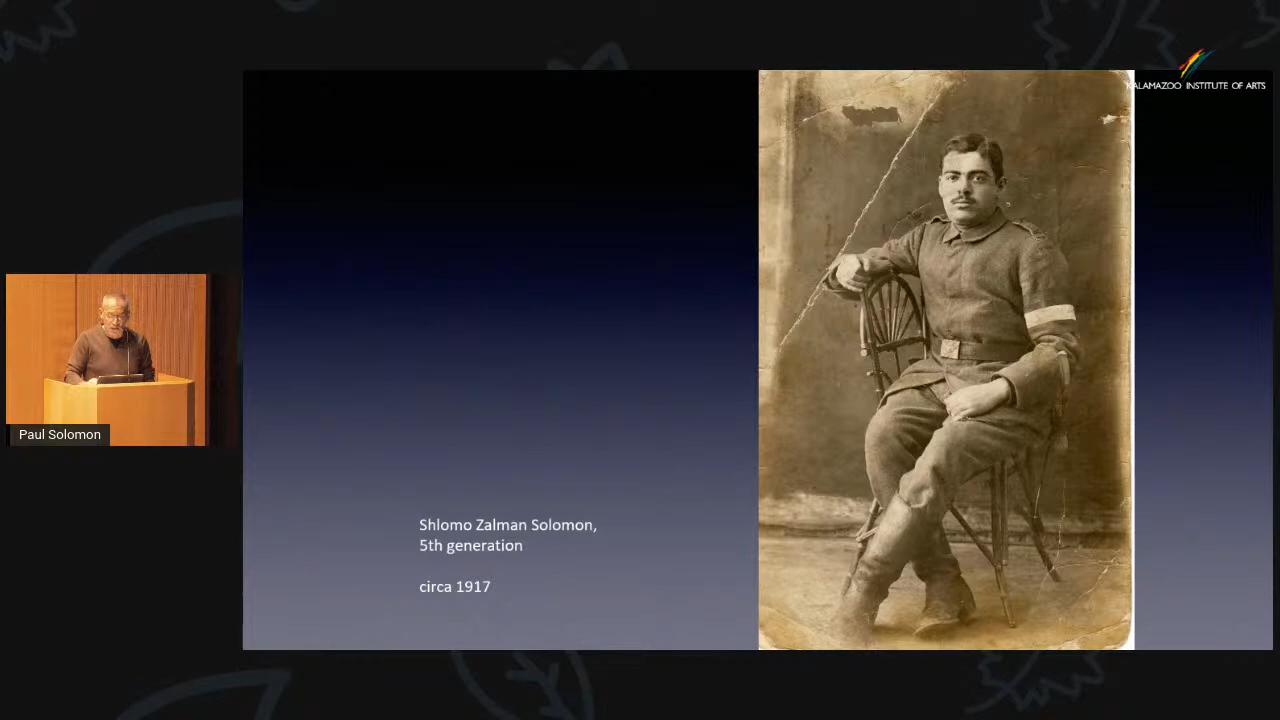 KALAMAZOO INSTITUTE OF ARTS
Paul Solomon
Shlomo Zalman Solomon,
5th generation
circa 1917